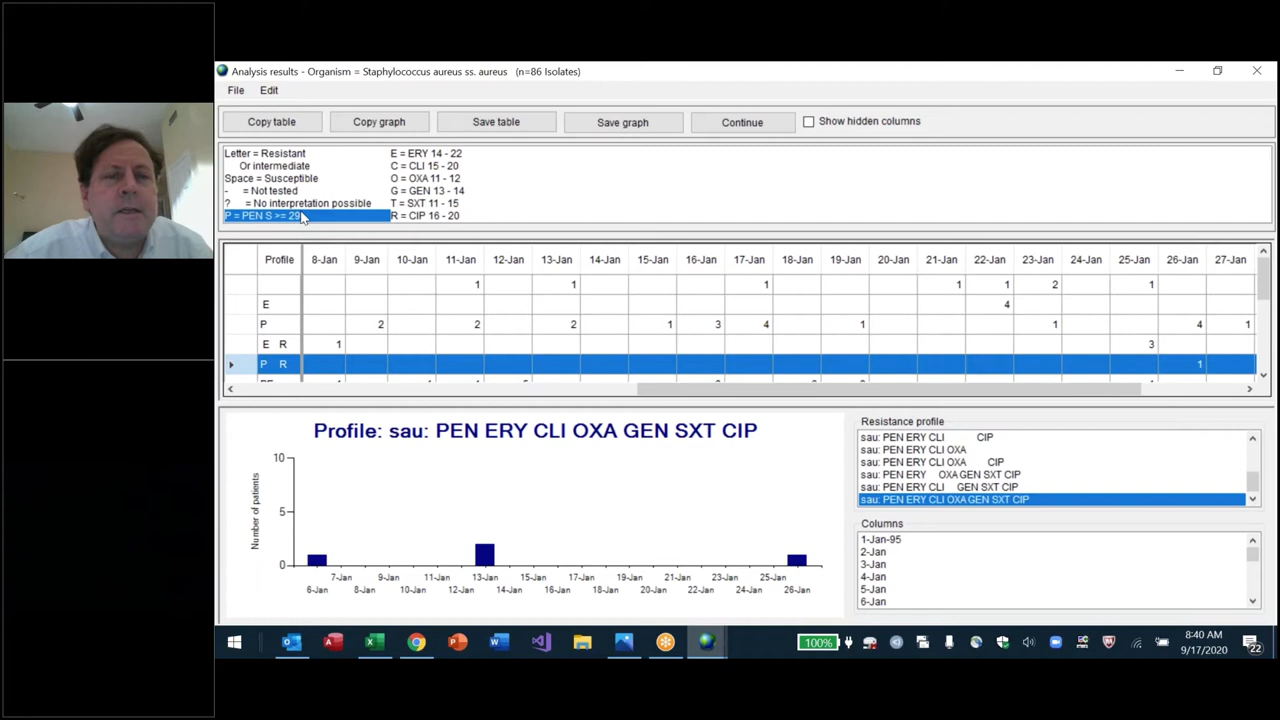 Analysis results - Organism = Staphylococcus aureus ss. aureus (n=86 Isolates)
File Edit
Copy table Copy graph Save table Save graph Continue Show hidden columns
Letter = Resistant E = ERY 14 - 22
Or intermediate C = CLI 15 - 20
Space = Susceptible O = OXA 11 - 12
- = Not tested G = GEN 13 - 14
? = No interpretation possible T = SXT 11 - 15
P = PEN S >= 29 R = CIP 16 - 20
Profile 8-Jan 9-Jan 10-Jan 11-Jan 12-Jan 13-Jan 14-Jan 15-Jan 16-Jan 17-Jan 18-Jan 19-Jan 20-Jan 21-Jan 22-Jan 23-Jan 24-Jan 25-Jan 26-Jan 27-Jan
1 1 1 1 1 2 1
E 4
P 2 2 2 1 3 4 1 1 4 1
E R 1 3
P R 1
Profile: sau: PEN ERY CLI OXA GEN SXT CIP
Number of patients
10
5
0
7-Jan 9-Jan 11-Jan 13-Jan 15-Jan 17-Jan 19-Jan 21-Jan 23-Jan 25-Jan
6-Jan 8-Jan 10-Jan 12-Jan 14-Jan 16-Jan 18-Jan 20-Jan 22-Jan 24-Jan 26-Jan
Resistance profile
sau: PEN ERY CLI CIP
sau: PEN ERY CLI OXA
sau: PEN ERY CLI OXA CIP
sau: PEN ERY OXA GEN SXT CIP
sau: PEN ERY CLI GEN SXT CIP
sau: PEN ERY CLI OXA GEN SXT CIP
Columns
1-Jan-95
2-Jan
3-Jan
4-Jan
5-Jan
6-Jan
100%
8:40 AM
9/17/2020
22